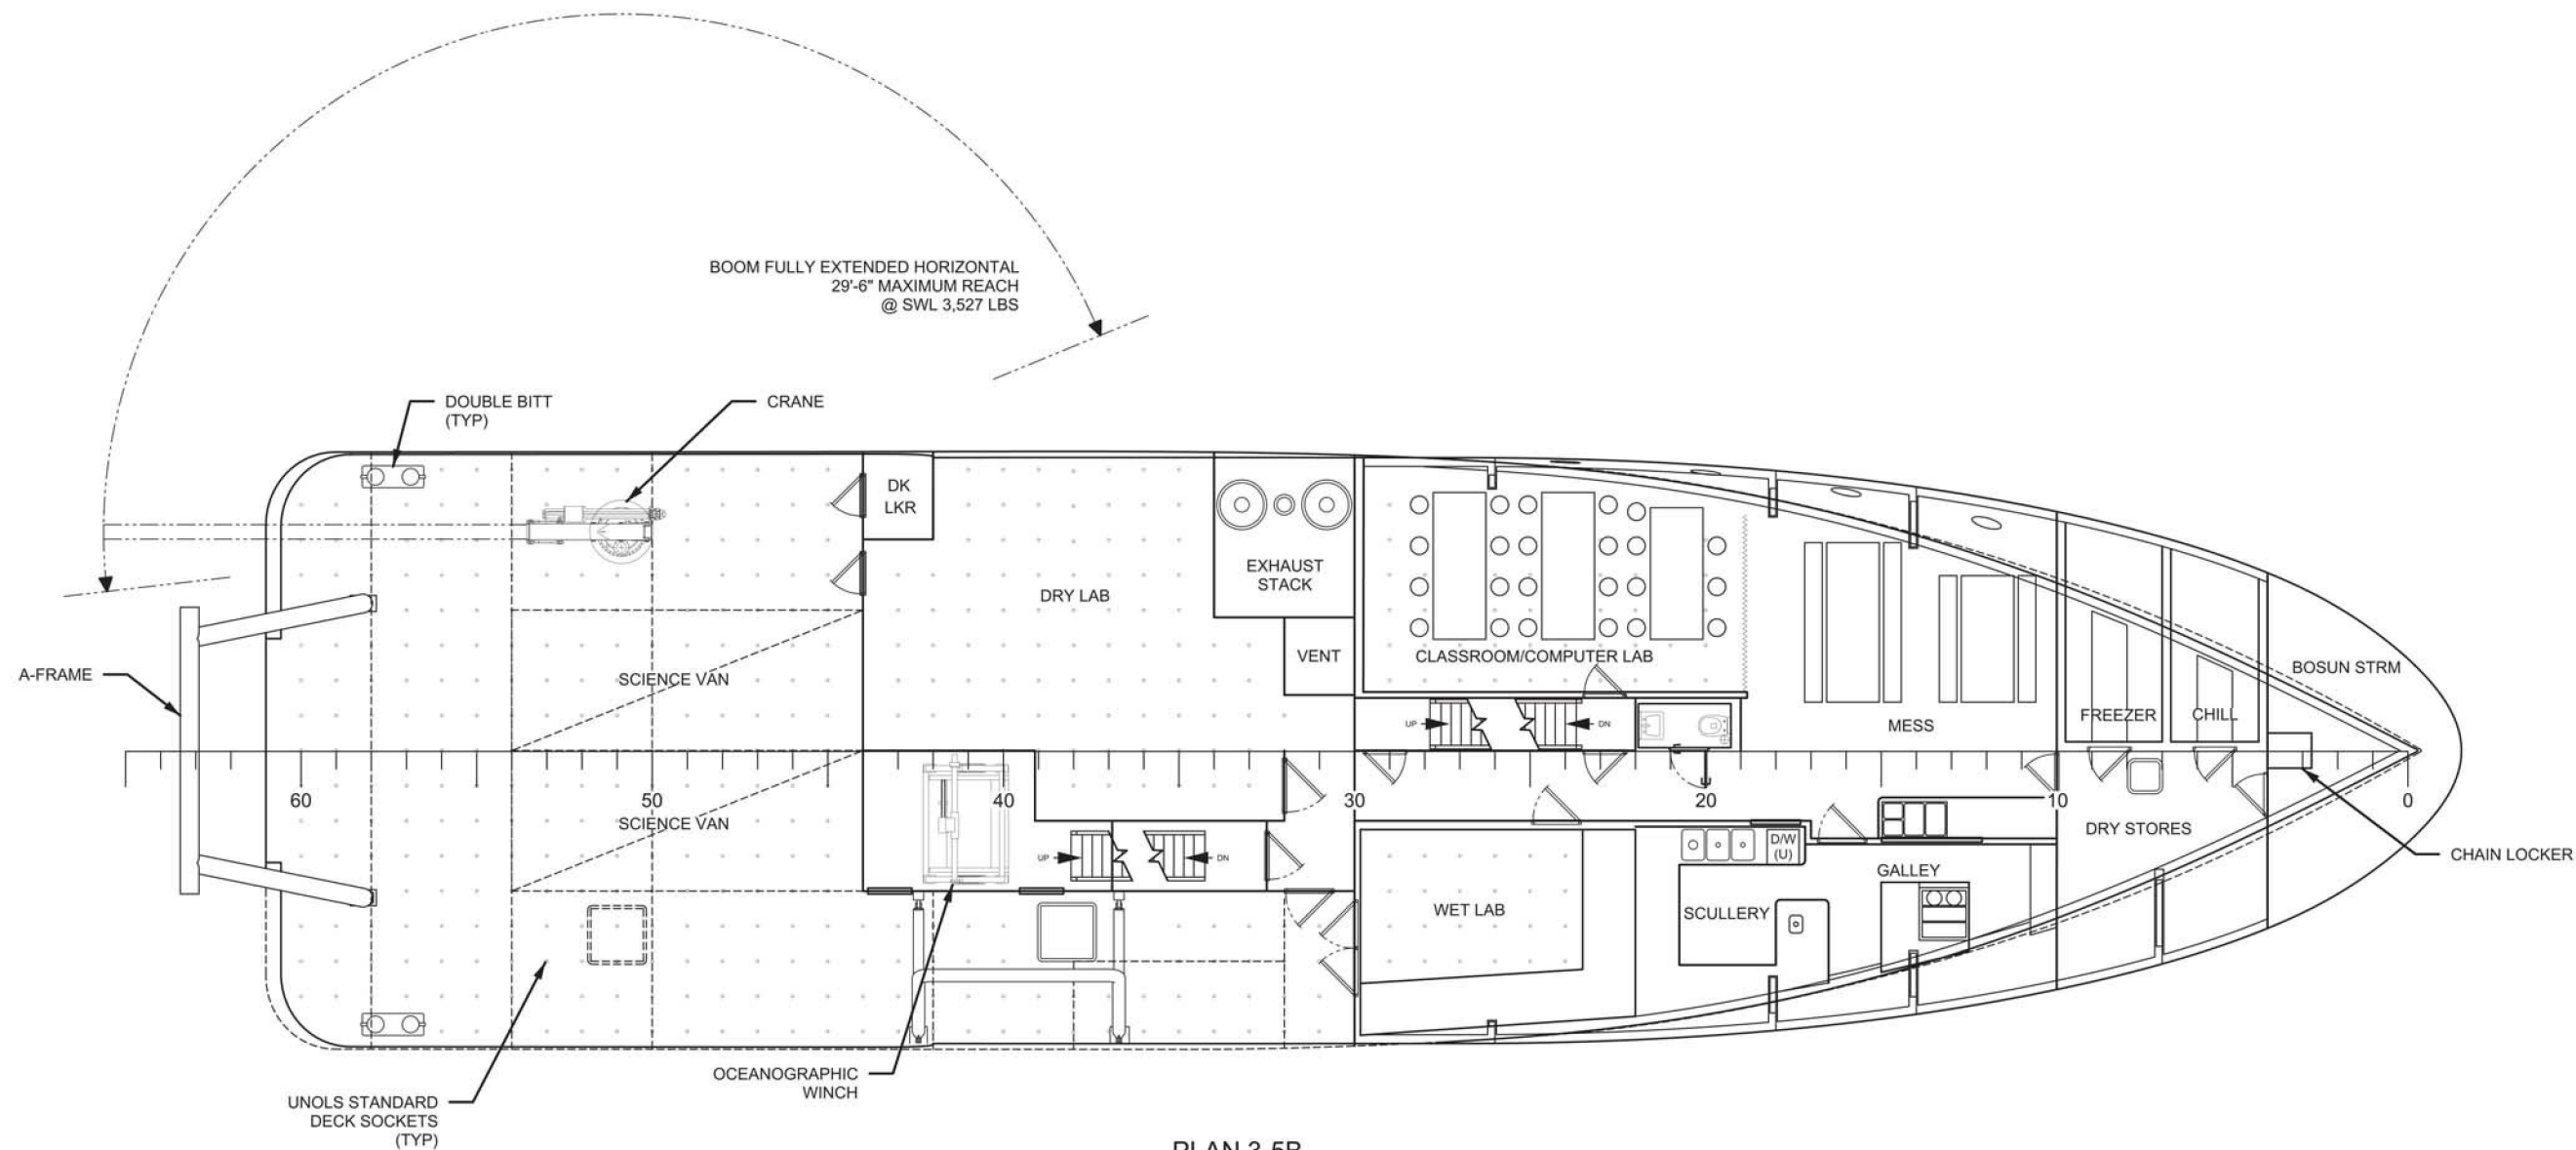 BOOM FULLY EXTENDED HORIZONTAL
29'-6" MAXIMUM REACH
@ SWL 3,527 LBS
DOUBLE BITT
(TYP)
CRANE
DK
LKR
EXHAUST
STACK
DRY LAB
VENT
CLASSROOM/COMPUTER LAB
BOSUN STRM
A-FRAME
SCIENCE VAN
UP
DN
MESS
FREEZER
CHILL
60
50
40
30
20
10
0
SCIENCE VAN
UP
DN
D/W
(U)
DRY STORES
CHAIN LOCKER
GALLEY
WET LAB
SCULLERY
OCEANOGRAPHIC
WINCH
UNOLS STANDARD
DECK SOCKETS
(TYP)
PLAN 3-5B